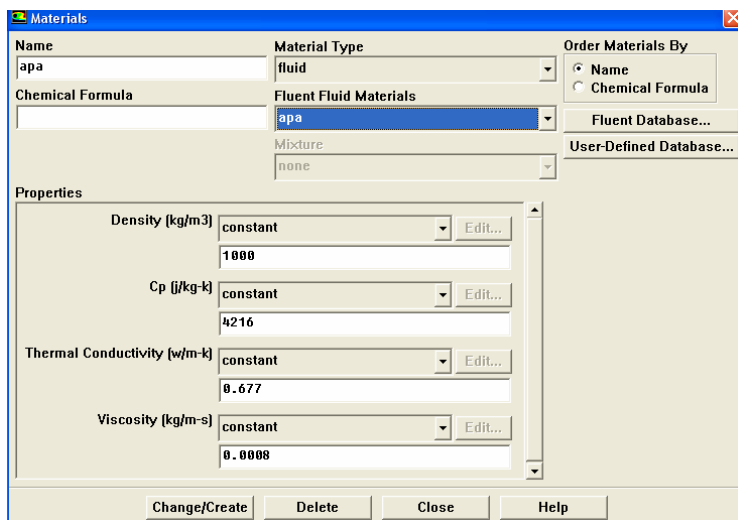 Materials
Name
apa
Material Type
fluid
Order Materials By
Name
Chemical Formula
Chemical Formula
Fluent Fluid Materials
apa
Fluent Database...
Mixture
none
User-Defined Database...
Properties
Density (kg/m3) constant Edit...
1000
Cp (j/kg-k) constant Edit...
4216
Thermal Conductivity (w/m-k) constant Edit...
0.677
Viscosity (kg/m-s) constant Edit...
0.0008
Change/Create Delete Close Help